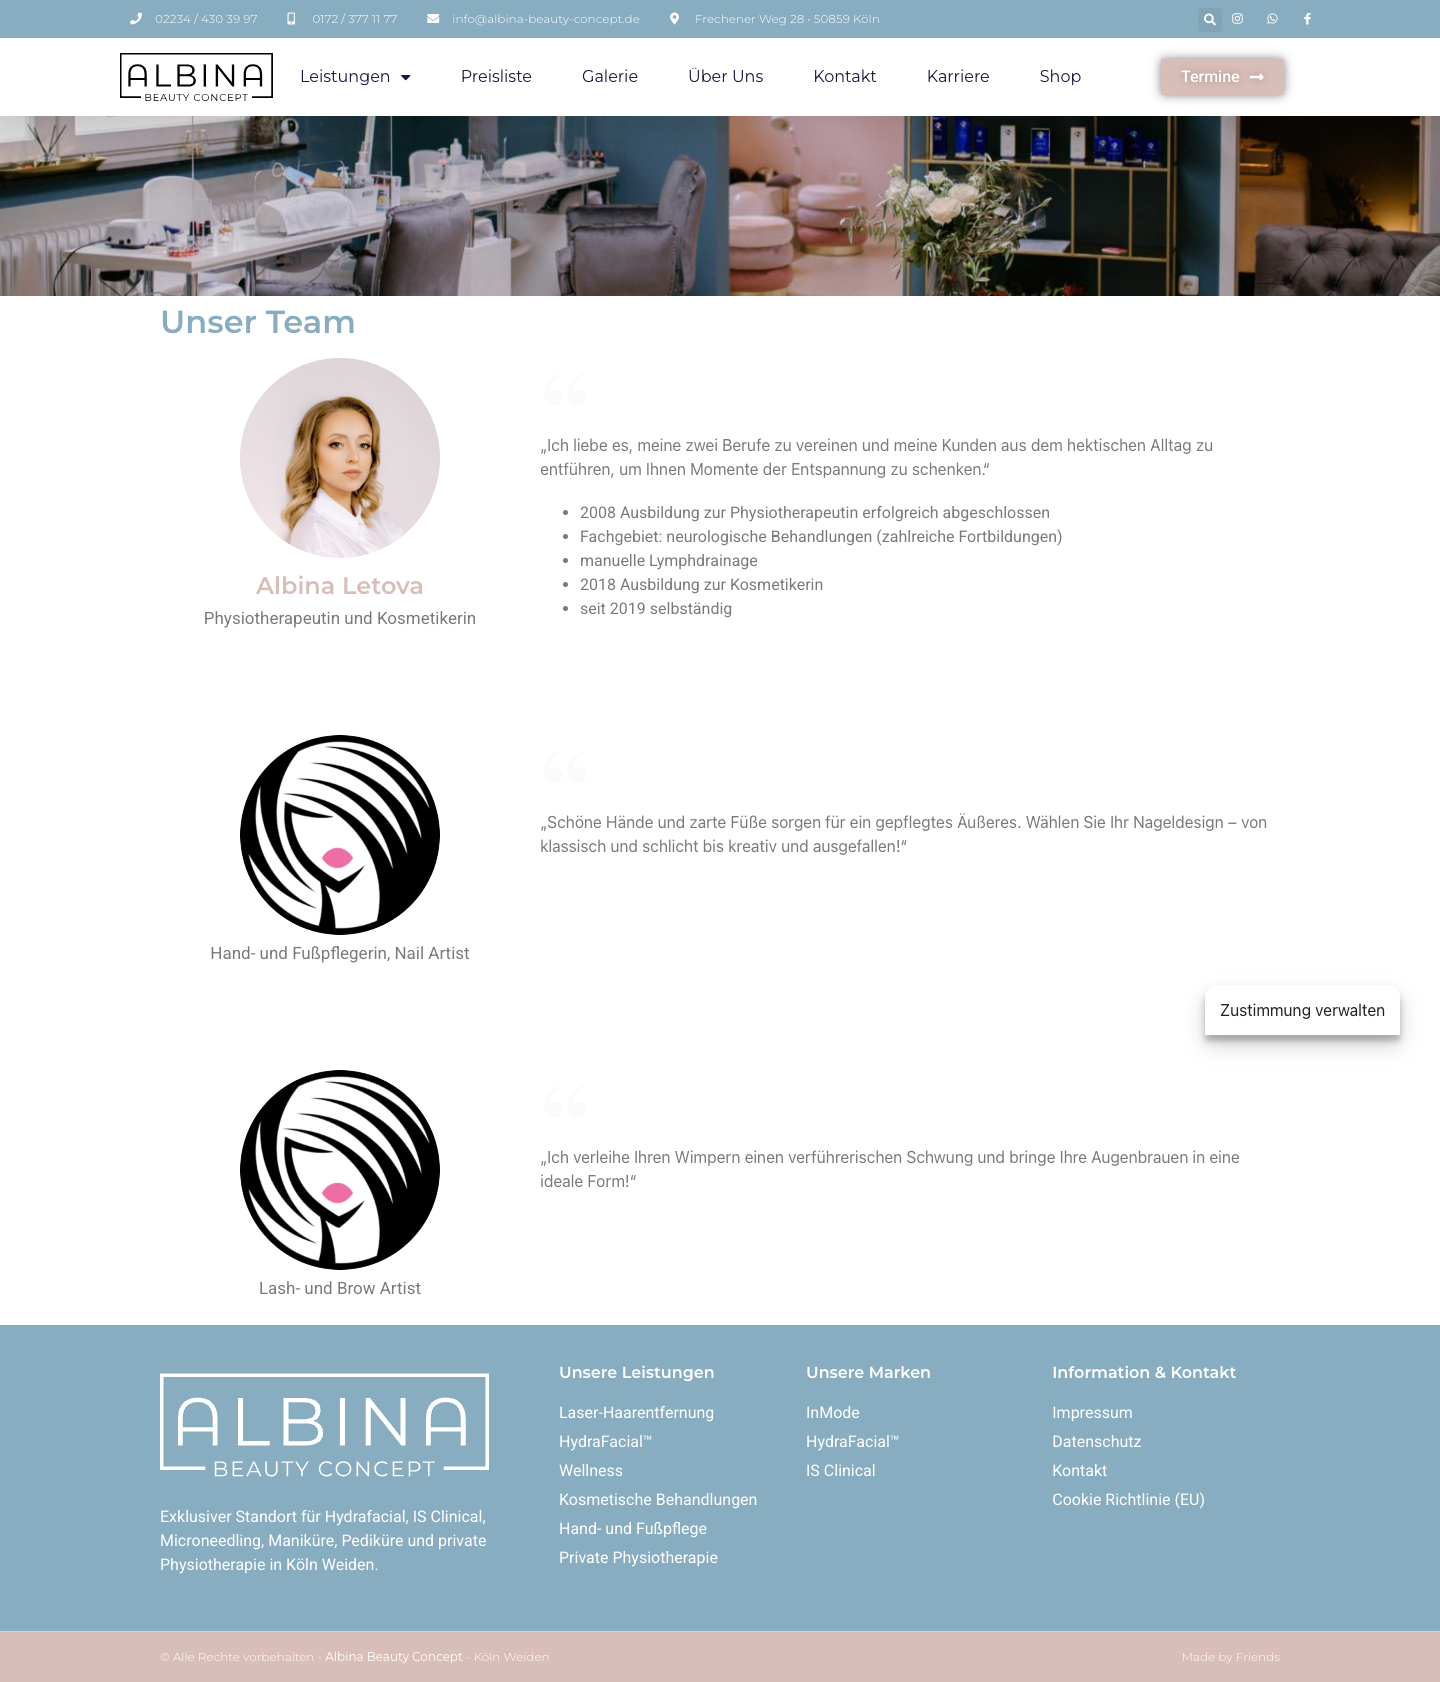 02234 / 430 39 97
0172 / 377 11 77
info@albina-beauty-concept.de
Frechener Weg 28 · 50859 Köln
ALBINA
BEAUTY CONCEPT
Leistungen
Preisliste
Galerie
Über Uns
Kontakt
Karriere
Shop
Termine
Unser Team
“
„Ich liebe es, meine zwei Berufe zu vereinen und meine Kunden aus dem hektischen Alltag zu
entführen, um Ihnen Momente der Entspannung zu schenken.“
• 2008 Ausbildung zur Physiotherapeutin erfolgreich abgeschlossen
• Fachgebiet: neurologische Behandlungen (zahlreiche Fortbildungen)
• manuelle Lymphdrainage
• 2018 Ausbildung zur Kosmetikerin
• seit 2019 selbständig
Albina Letova
Physiotherapeutin und Kosmetikerin
“
„Schöne Hände und zarte Füße sorgen für ein gepflegtes Äußeres. Wählen Sie Ihr Nageldesign – von
klassisch und schlicht bis kreativ und ausgefallen!“
Hand- und Fußpflegerin, Nail Artist
Zustimmung verwalten
“
„Ich verleihe Ihren Wimpern einen verführerischen Schwung und bringe Ihre Augenbrauen in eine
ideale Form!“
Lash- und Brow Artist
ALBINA
BEAUTY CONCEPT
Exklusiver Standort für Hydrafacial, IS Clinical,
Microneedling, Maniküre, Pediküre und private
Physiotherapie in Köln Weiden.
Unsere Leistungen
Laser-Haarentfernung
HydraFacial™
Wellness
Kosmetische Behandlungen
Hand- und Fußpflege
Private Physiotherapie
Unsere Marken
InMode
HydraFacial™
IS Clinical
Information & Kontakt
Impressum
Datenschutz
Kontakt
Cookie Richtlinie (EU)
© Alle Rechte vorbehalten - Albina Beauty Concept - Köln Weiden
Made by Friends